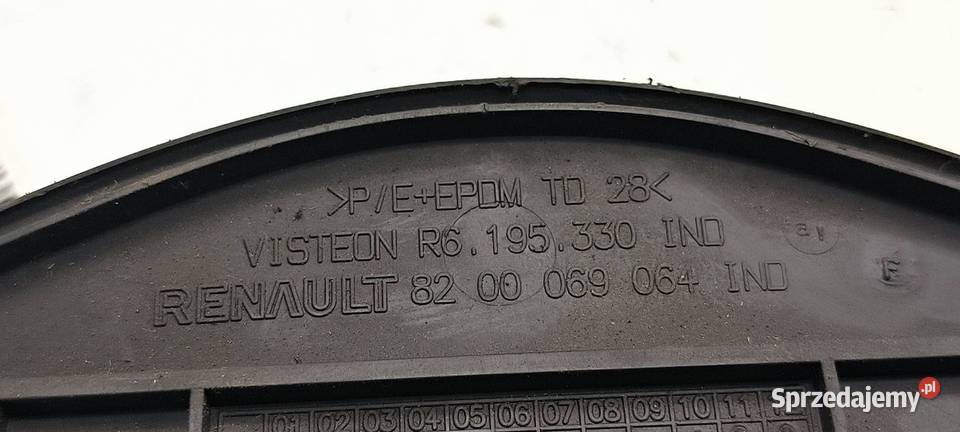 >P/E+EPDM TD 28<
VISTEON R6.195.330 IND
RENAULT 82 00 069 064 IND
F
01 02 03 04 05 06 07 08 09 10 11 12
Sprzedajemy.pl